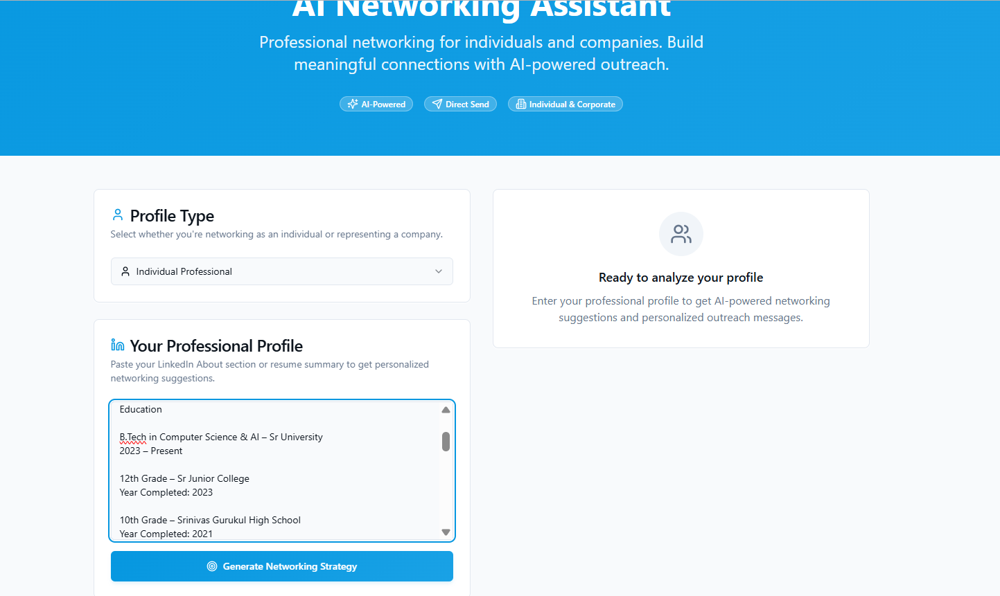 AI Networking Assistant
Professional networking for individuals and companies. Build
meaningful connections with AI-powered outreach.
AI-Powered
Direct Send
Individual & Corporate
Profile Type
Select whether you're networking as an individual or representing a company.
Individual Professional
Your Professional Profile
Paste your LinkedIn About section or resume summary to get personalized
networking suggestions.
Education
B.Tech in Computer Science & AI – Sr University
2023 – Present
12th Grade – Sr Junior College
Year Completed: 2023
10th Grade – Srinivas Gurukul High School
Year Completed: 2021
Generate Networking Strategy
Ready to analyze your profile
Enter your professional profile to get AI-powered networking
suggestions and personalized outreach messages.